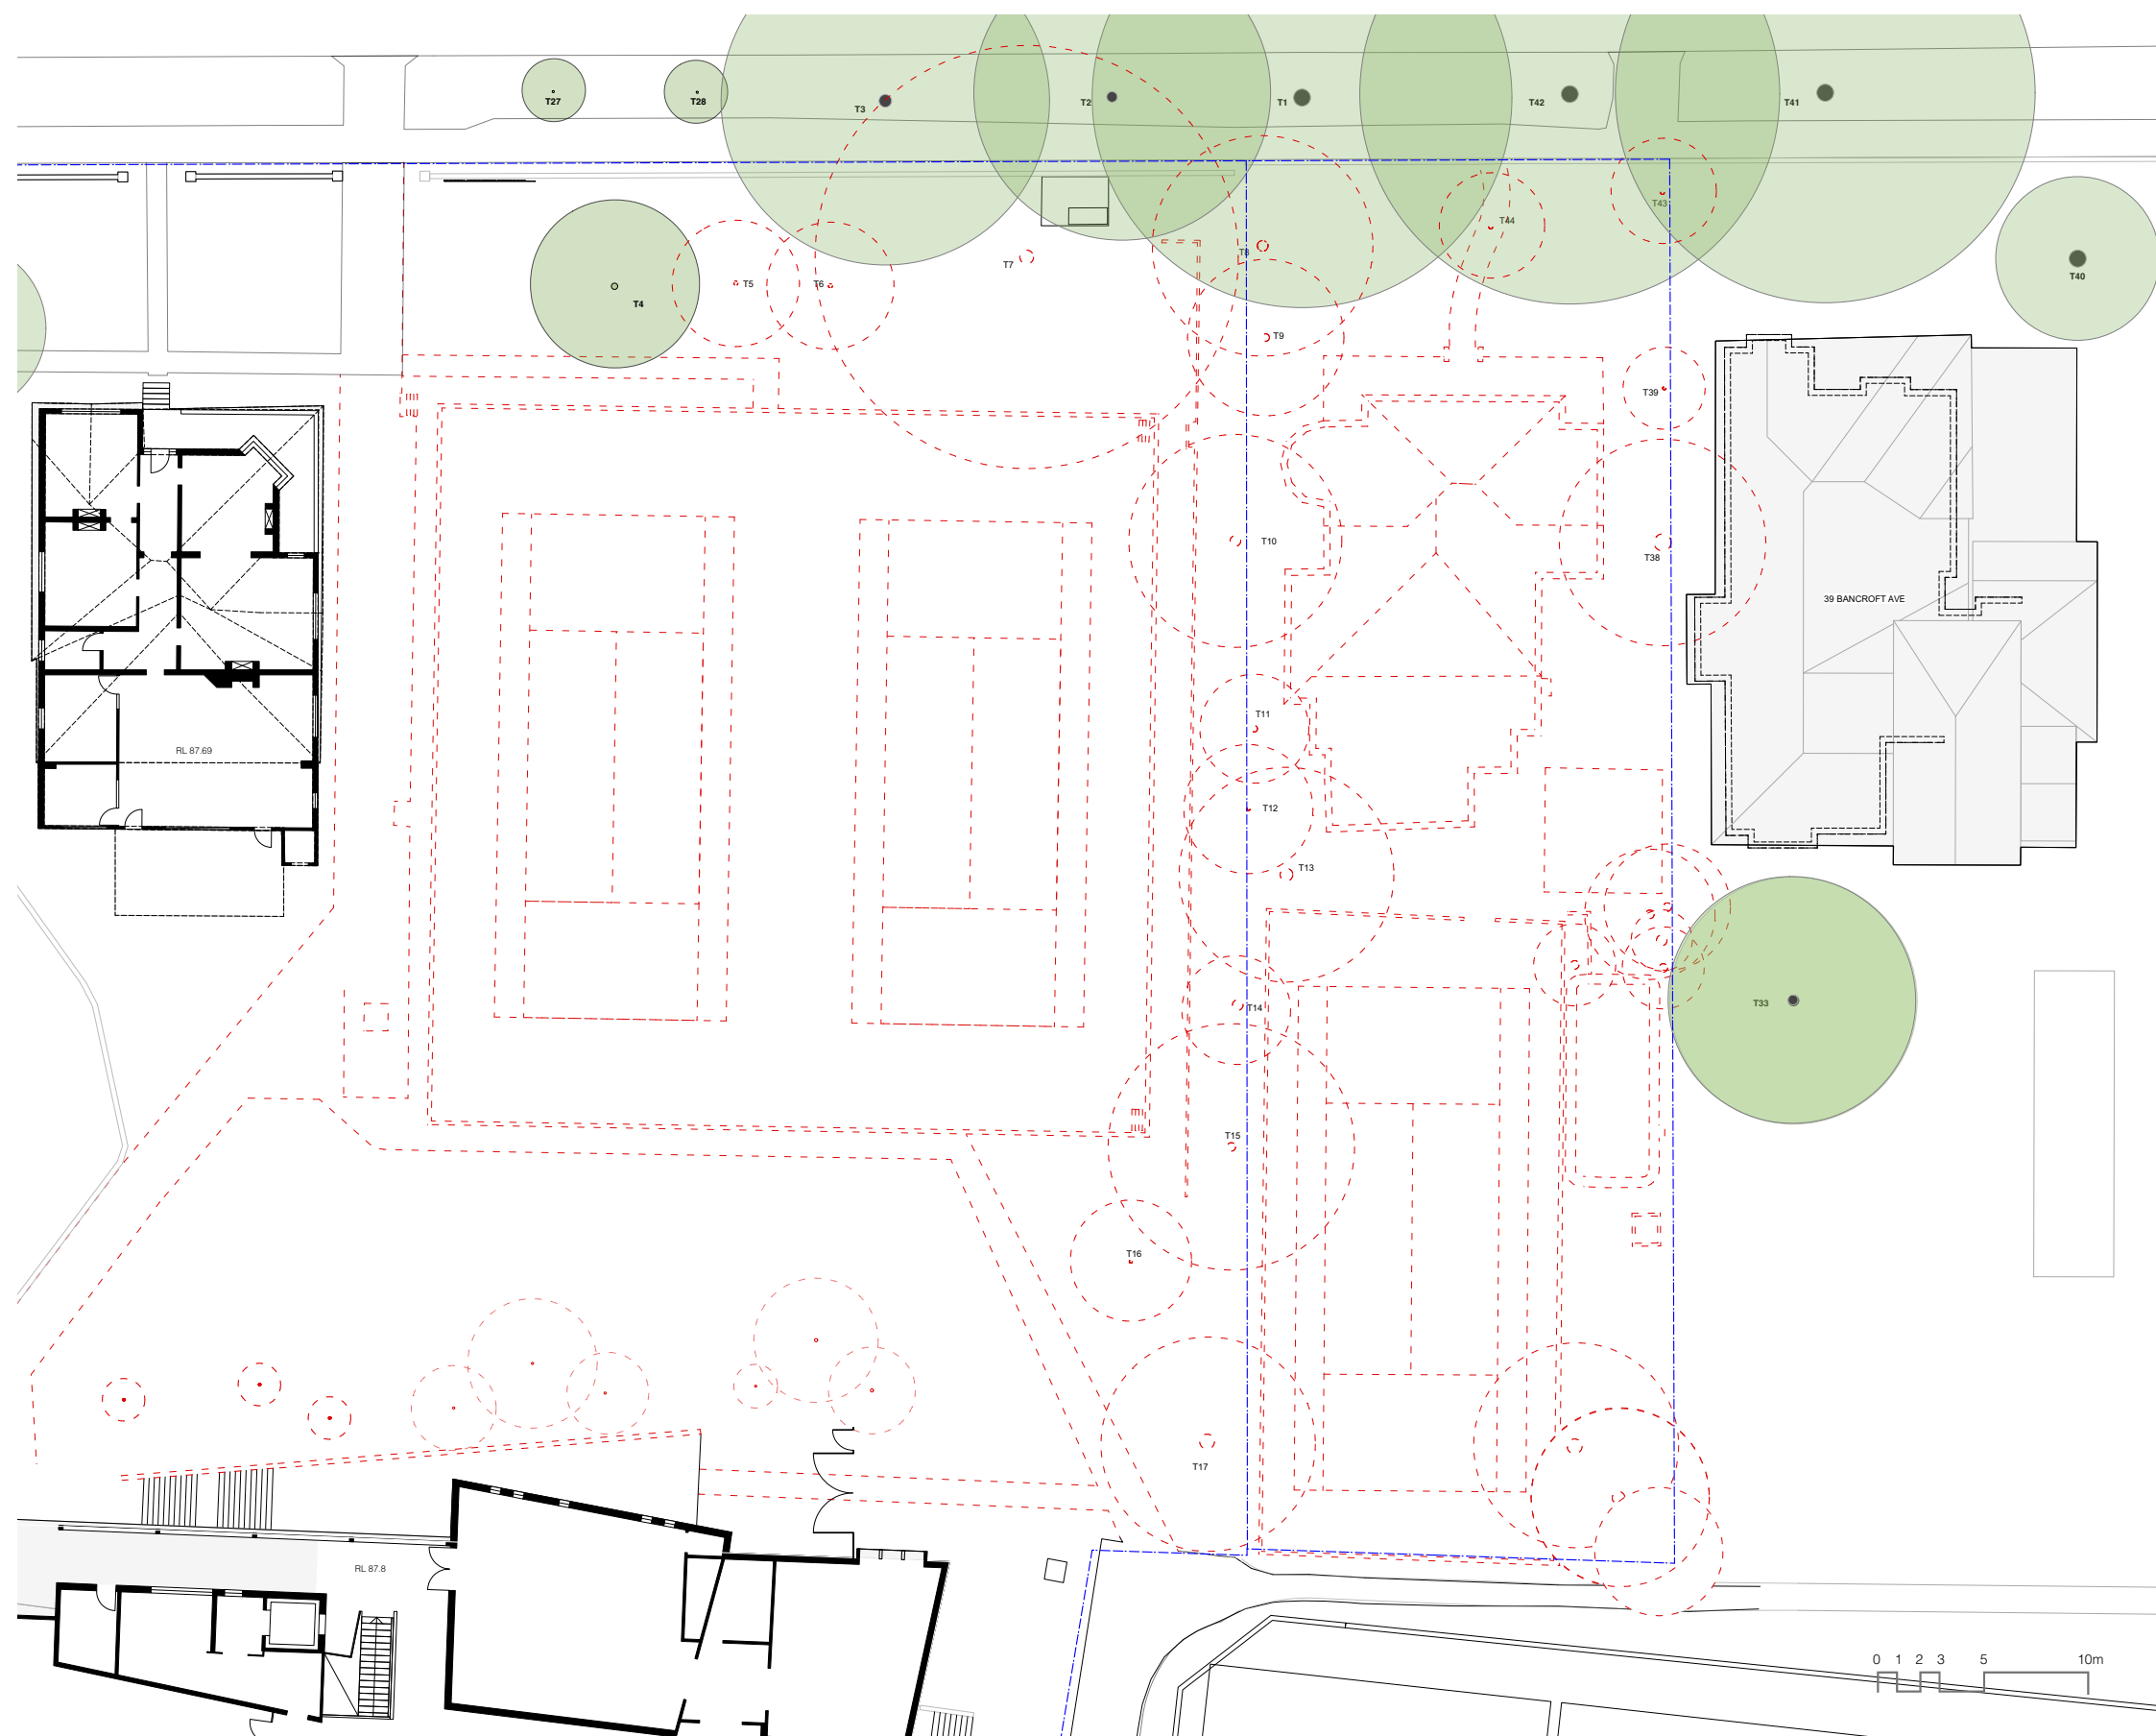 T27
T28
T3
T2
T1
T42
T41
T43
T44
T8
T7
T40
T5
T6
T4
T9
T39
T10
T38
39 BANCROFT AVE
T11
RL 87.69
T12
T13
T33
T14
T15
T16
T17
RL 87.8
0 1 2 3 5 10m